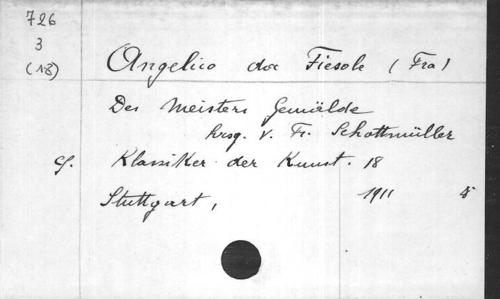 726
3
(18)
Angelico da Fiesole (Fra)
Des Meisters Gemälde
hrsg. v. Fr. Schottmüller
Klassiker der Kunst. 18
Stuttgart, 1911